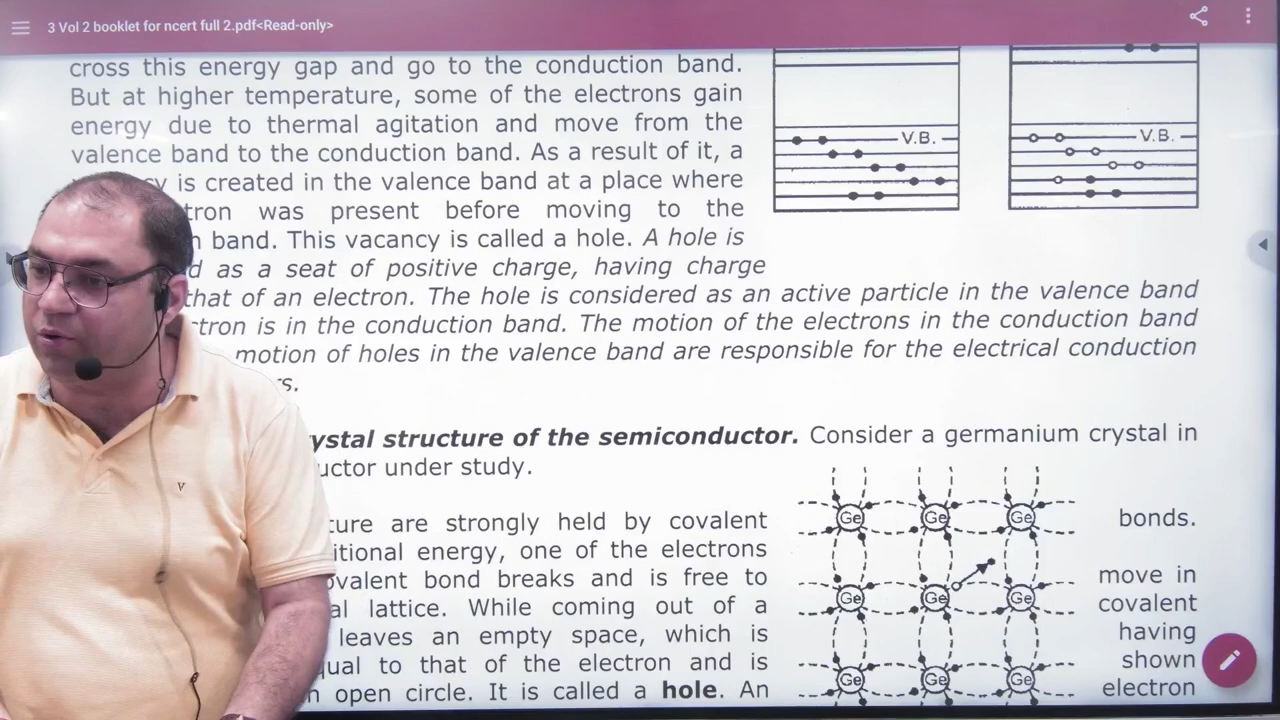 3 Vol 2 booklet for ncert full 2.pdf<Read-only>
cross this energy gap and go to the conduction band.
But at higher temperature, some of the electrons gain
energy due to thermal agitation and move from the
valence band to the conduction band. As a result of it, a
cy is created in the valence band at a place where
tron was present before moving to the
n band. This vacancy is called a hole. A hole is
d as a seat of positive charge, having charge
that of an electron. The hole is considered as an active particle in the valence band
ctron is in the conduction band. The motion of the electrons in the conduction band
motion of holes in the valence band are responsible for the electrical conduction
rs.
V.B.
V.B.
ystal structure of the semiconductor. Consider a germanium crystal in
uctor under study.
ture are strongly held by covalent bonds.
itional energy, one of the electrons
ovalent bond breaks and is free to move in
al lattice. While coming out of a covalent
leaves an empty space, which is having
qual to that of the electron and is shown
n open circle. It is called a hole. An electron
Ge Ge Ge
Ge Ge Ge
Ge Ge Ge
V